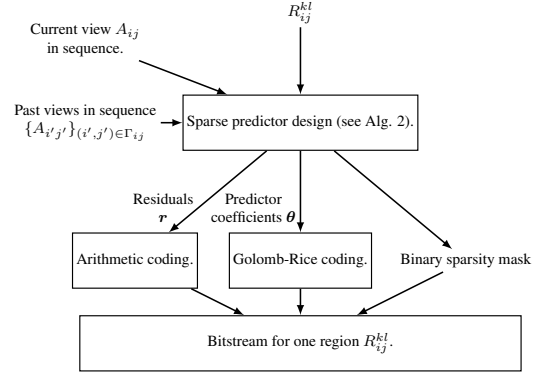 R_{ij}^{kl}
Current view A_{ij}
in sequence.
Past views in sequence
{A_{i'j'}}_{(i',j')∈Γ_{ij}}
Sparse predictor design (see Alg. 2).
Residuals
r
Predictor
coefficients θ
Arithmetic coding.
Golomb-Rice coding.
Binary sparsity mask
Bitstream for one region R_{ij}^{kl}.